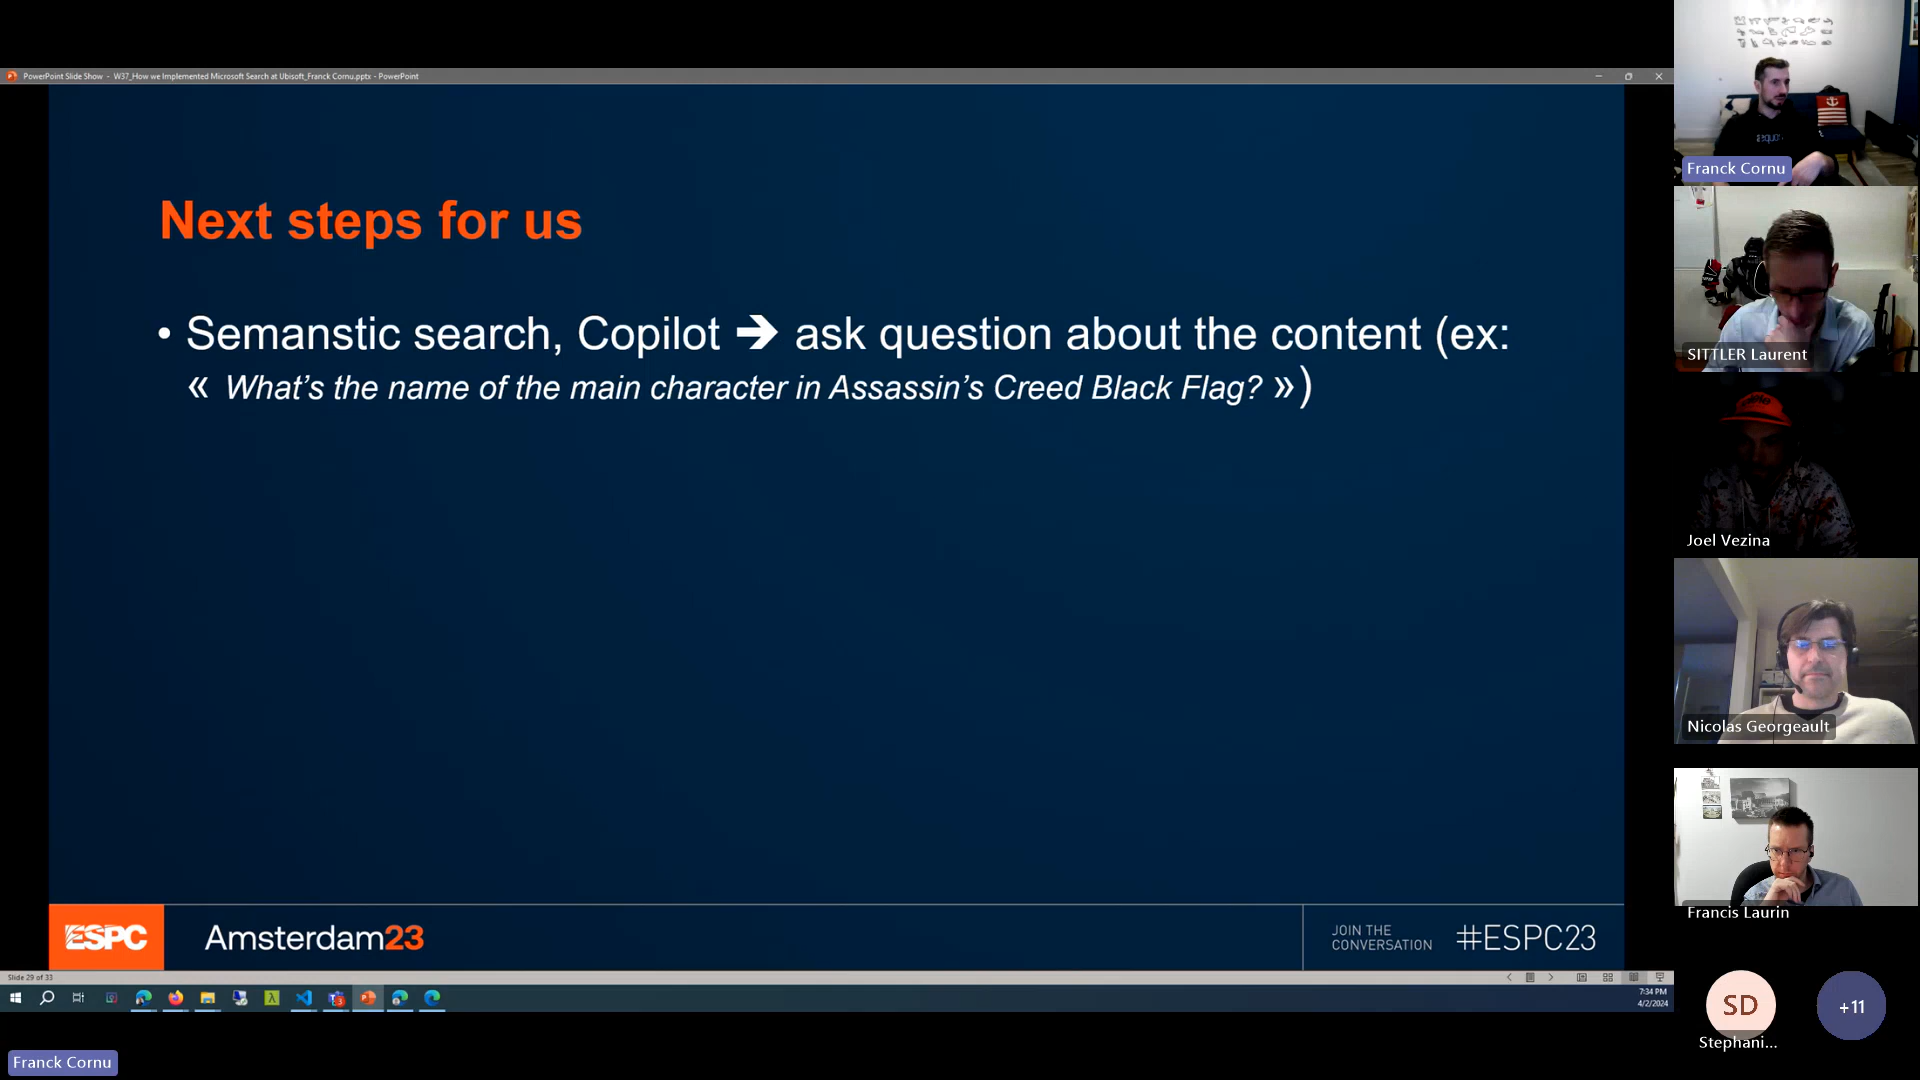 PowerPoint Slide Show - W37_How we Implemented Microsoft Search at Ubisoft_Franck Cornu.pptx - PowerPoint
Next steps for us
• Semanstic search, Copilot ➔ ask question about the content (ex:
« What’s the name of the main character in Assassin’s Creed Black Flag? »)
ESPC
Amsterdam23
JOIN THE
CONVERSATION
#ESPC23
Slide 29 of 33
7:34 PM
4/2/2024
Franck Cornu
Franck Cornu
SITTLER Laurent
Joel Vezina
Nicolas Georgeault
Francis Laurin
SD
Stephani...
+11